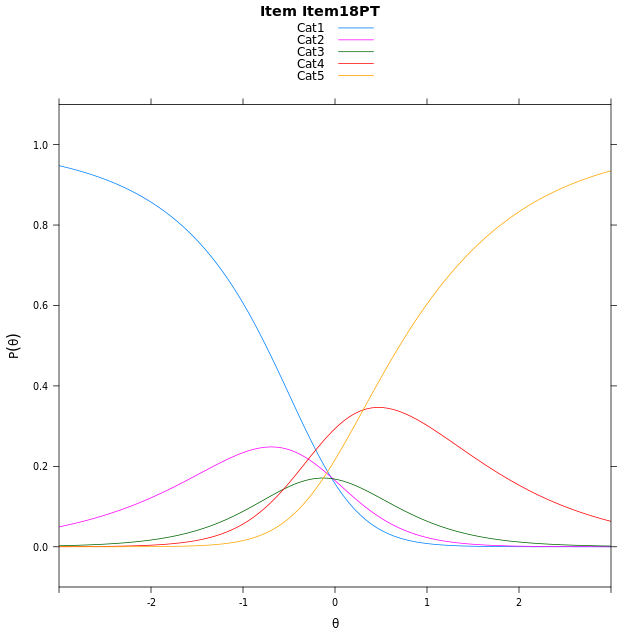 Item Item18PT
Cat1
Cat2
Cat3
Cat4
Cat5
1.0
0.8
0.6
0.4
0.2
0.0
P(θ)
-2 -1 0 1 2
θ